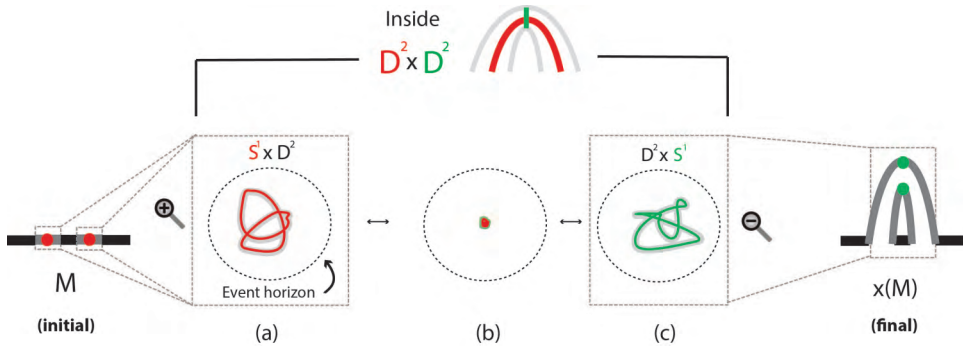 Inside
D² x D²
S¹ x D²
D² x S¹
Event horizon
M
x(M)
(initial)
(a)
(b)
(c)
(final)